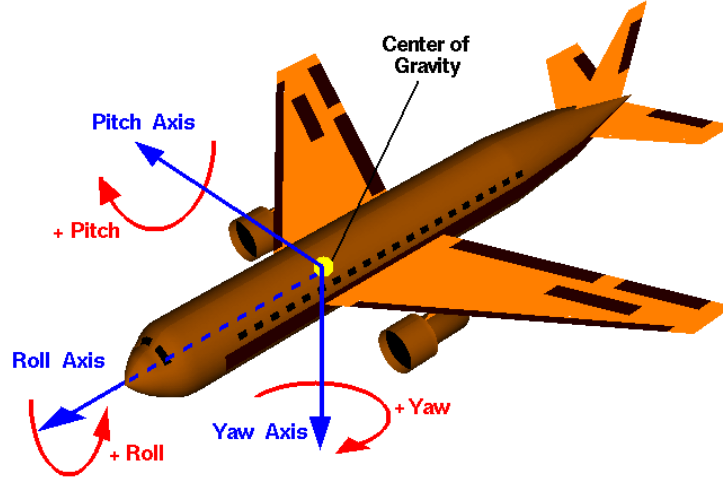 Center of
Gravity
Pitch Axis
+ Pitch
Roll Axis
+ Yaw
Yaw Axis
+ Roll